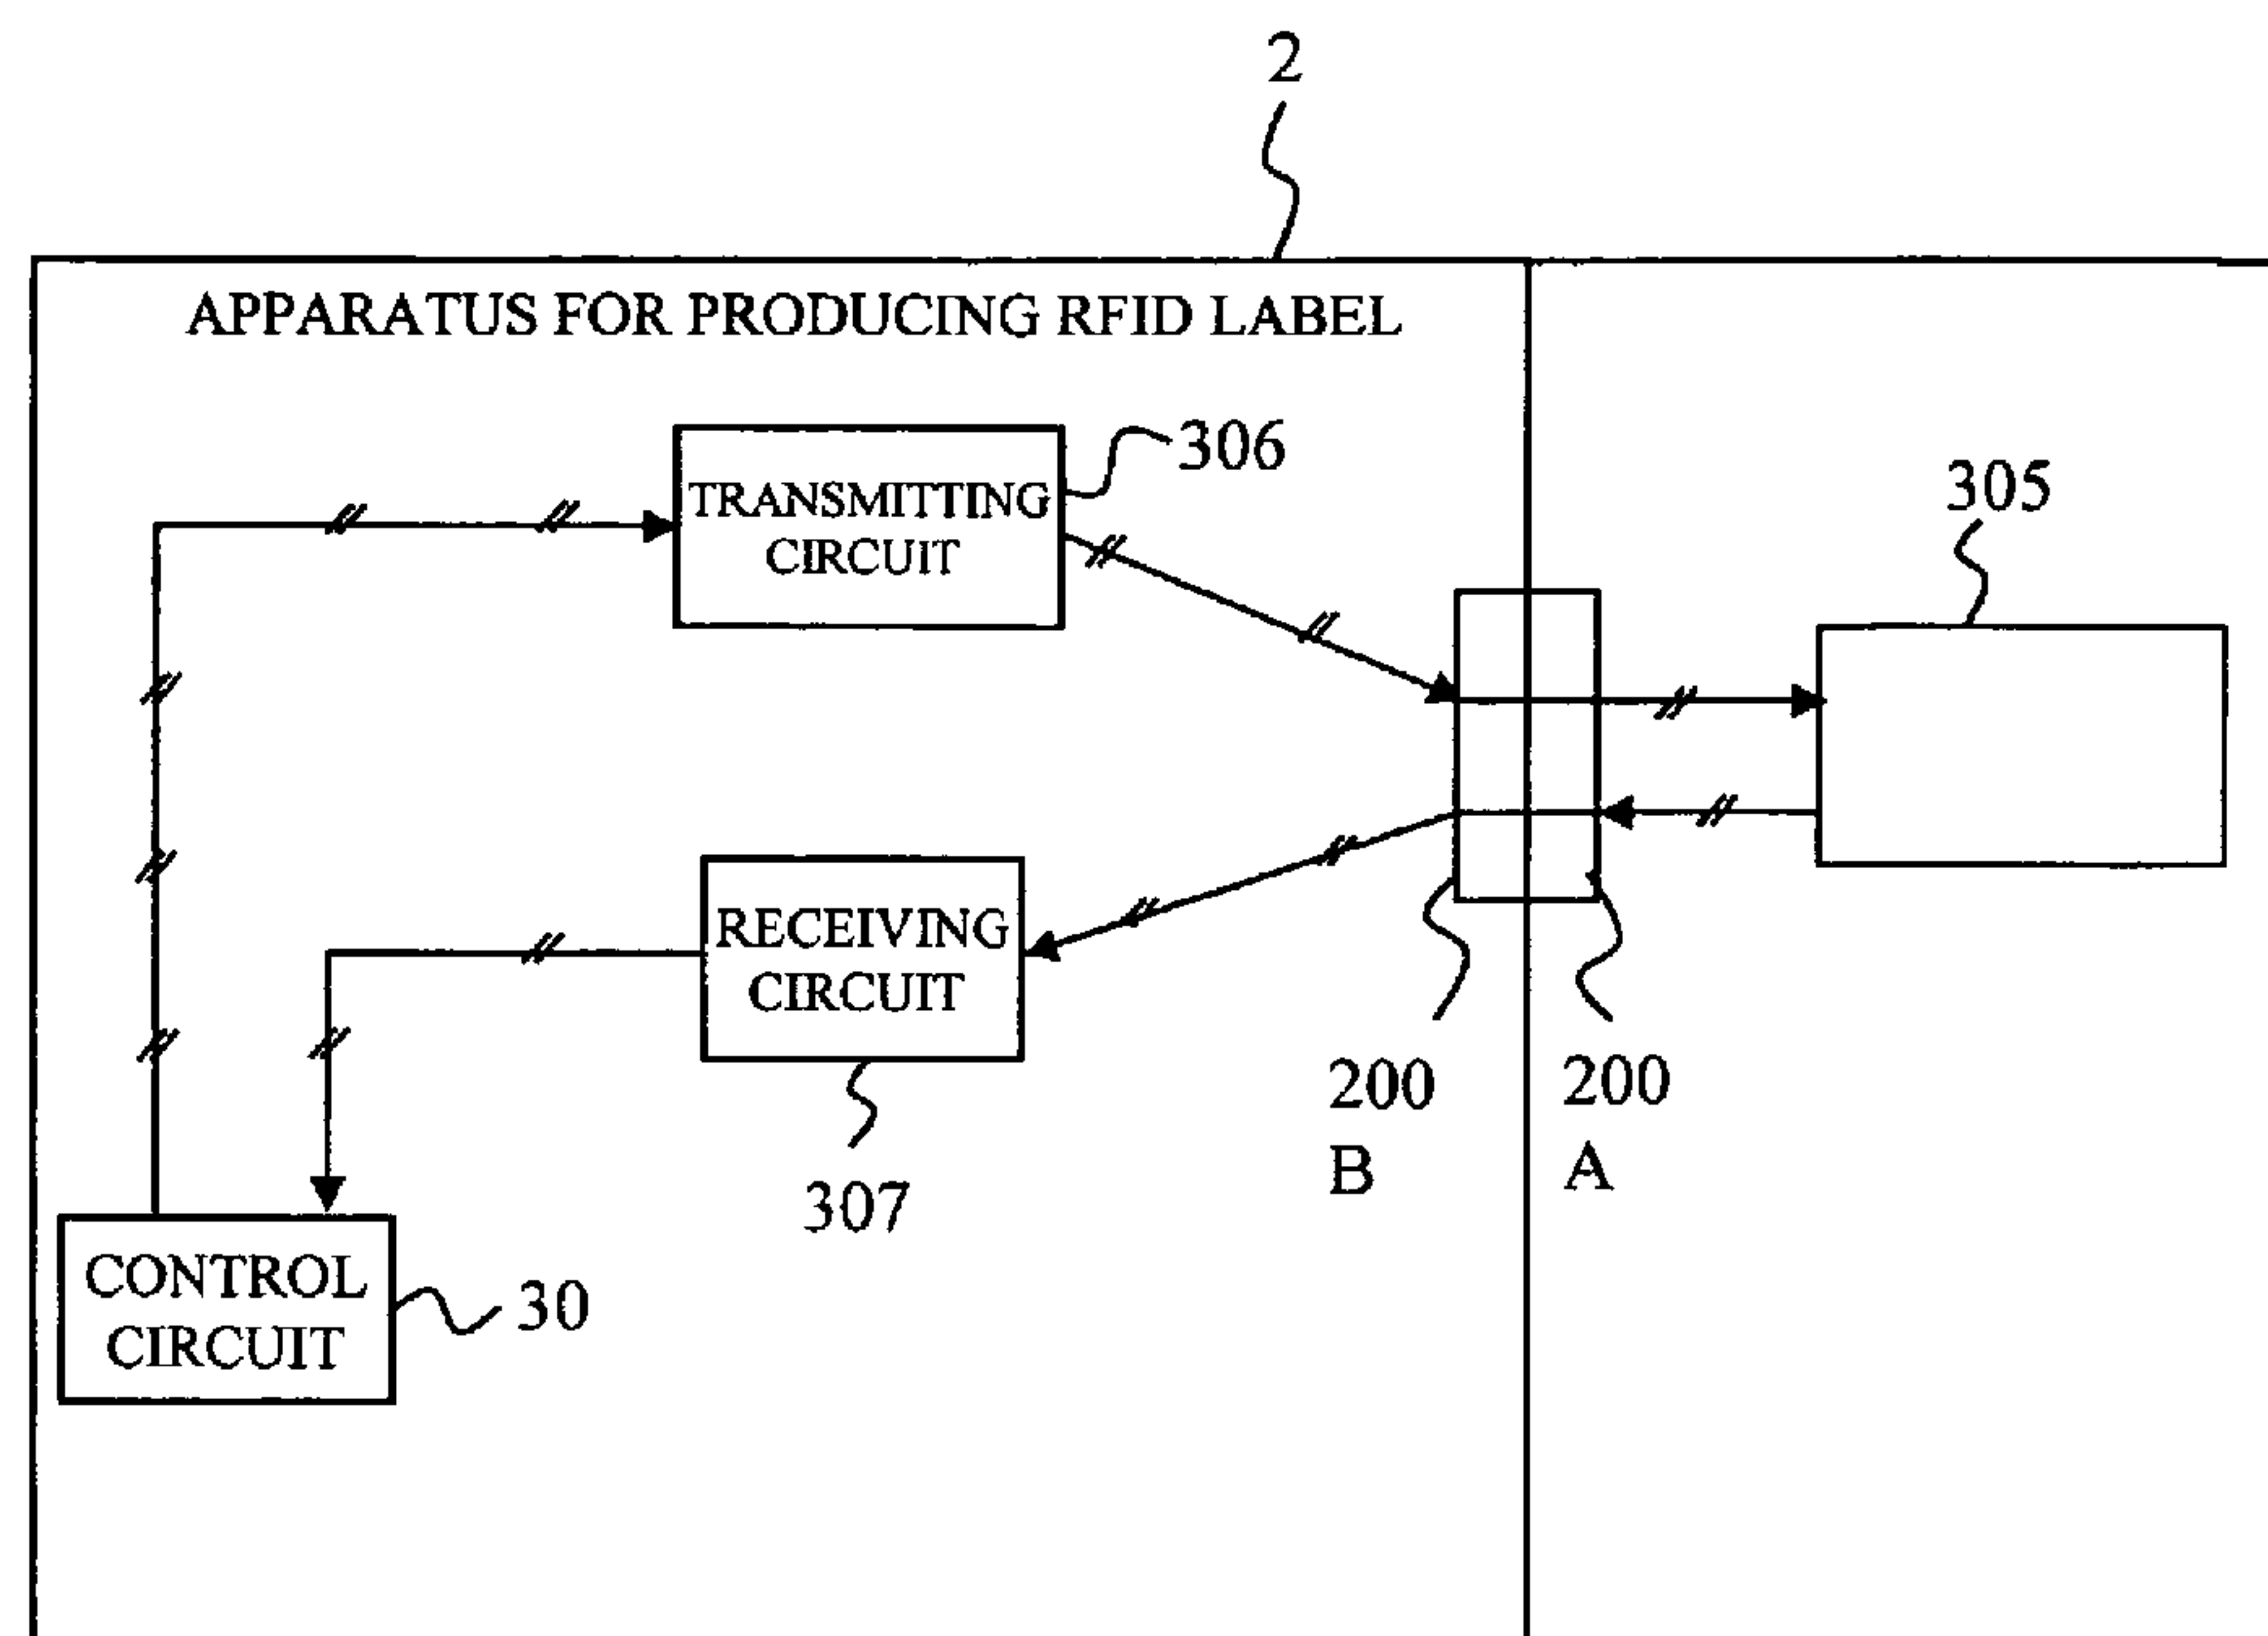 2
APPARATUS FOR PRODUCING RFID LABEL
306
TRANSMITTING
CIRCUIT
305
RECEIVING
CIRCUIT
200
B
200
A
307
CONTROL
CIRCUIT
30